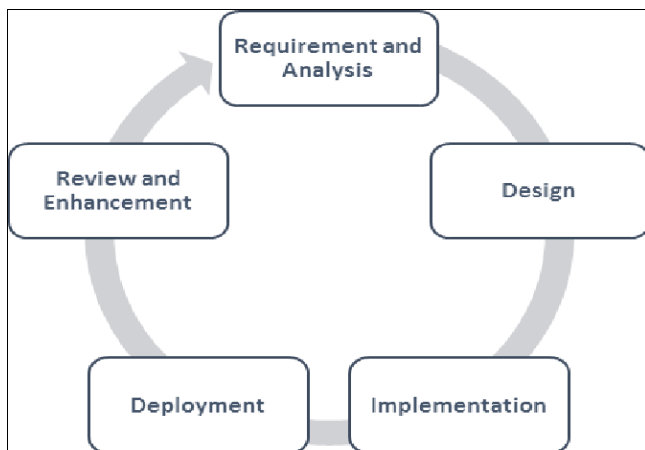 Requirement and
Analysis
Design
Implementation
Deployment
Review and
Enhancement